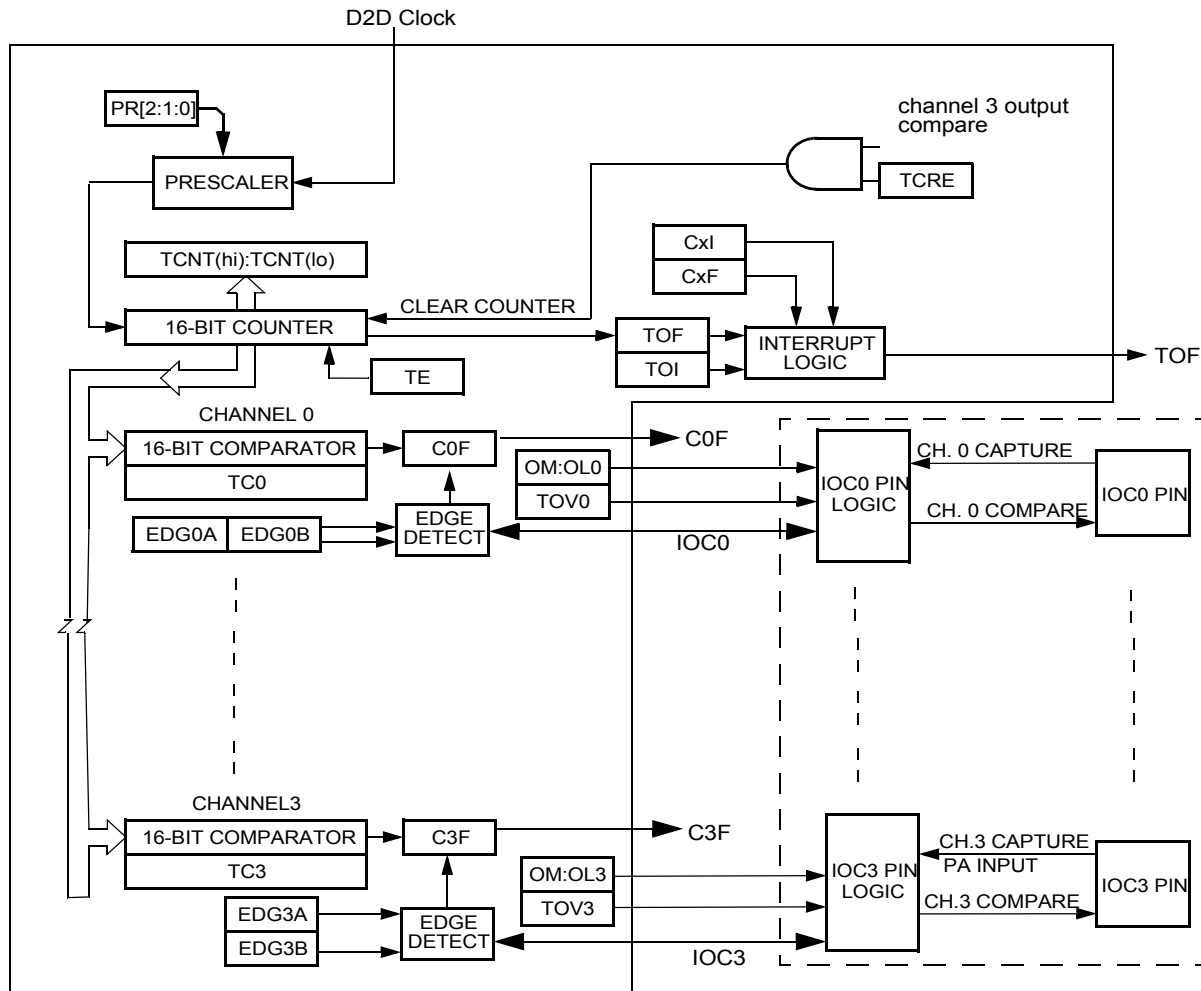 D2D Clock
PR[2:1:0]
channel 3 output
compare
PRESCALER
TCRE
CxI
TCNT(hi):TCNT(lo)
CxF
CLEAR COUNTER
16-BIT COUNTER
TOF
INTERRUPT
LOGIC
TOF
TOI
TE
CHANNEL 0
16-BIT COMPARATOR
C0F
C0F
TC0
OM:OL0
TOV0
IOC0 PIN
LOGIC
CH. 0 CAPTURE
IOC0 PIN
CH. 0 COMPARE
EDG0A
EDG0B
EDGE
DETECT
IOC0
CHANNEL3
16-BIT COMPARATOR
C3F
C3F
TC3
OM:OL3
TOV3
IOC3 PIN
LOGIC
CH.3 CAPTURE
PA INPUT
IOC3 PIN
CH.3 COMPARE
EDG3A
EDG3B
EDGE
DETECT
IOC3